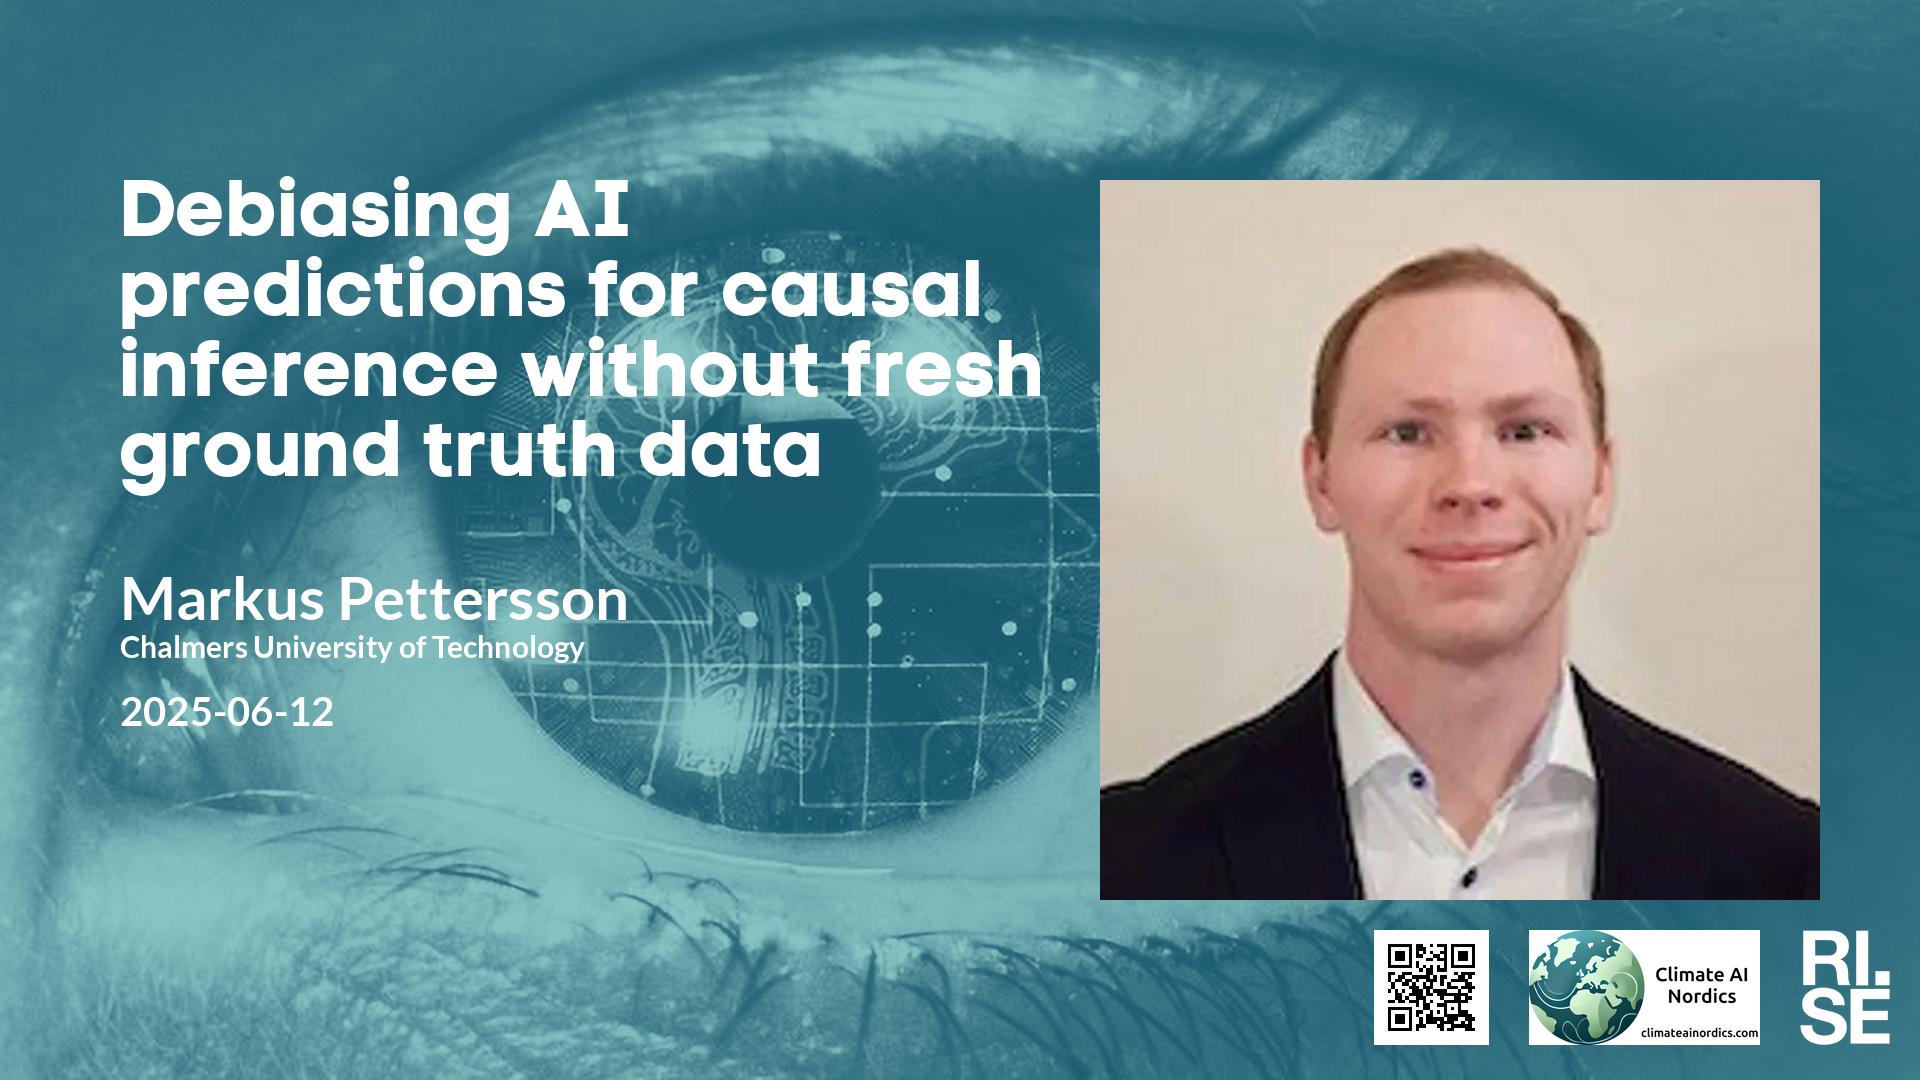 Debiasing AI
predictions for causal
inference without fresh
ground truth data
Markus Pettersson
Chalmers University of Technology
2025-06-12
Climate AI
Nordics
climateainordics.com
RI.
SE